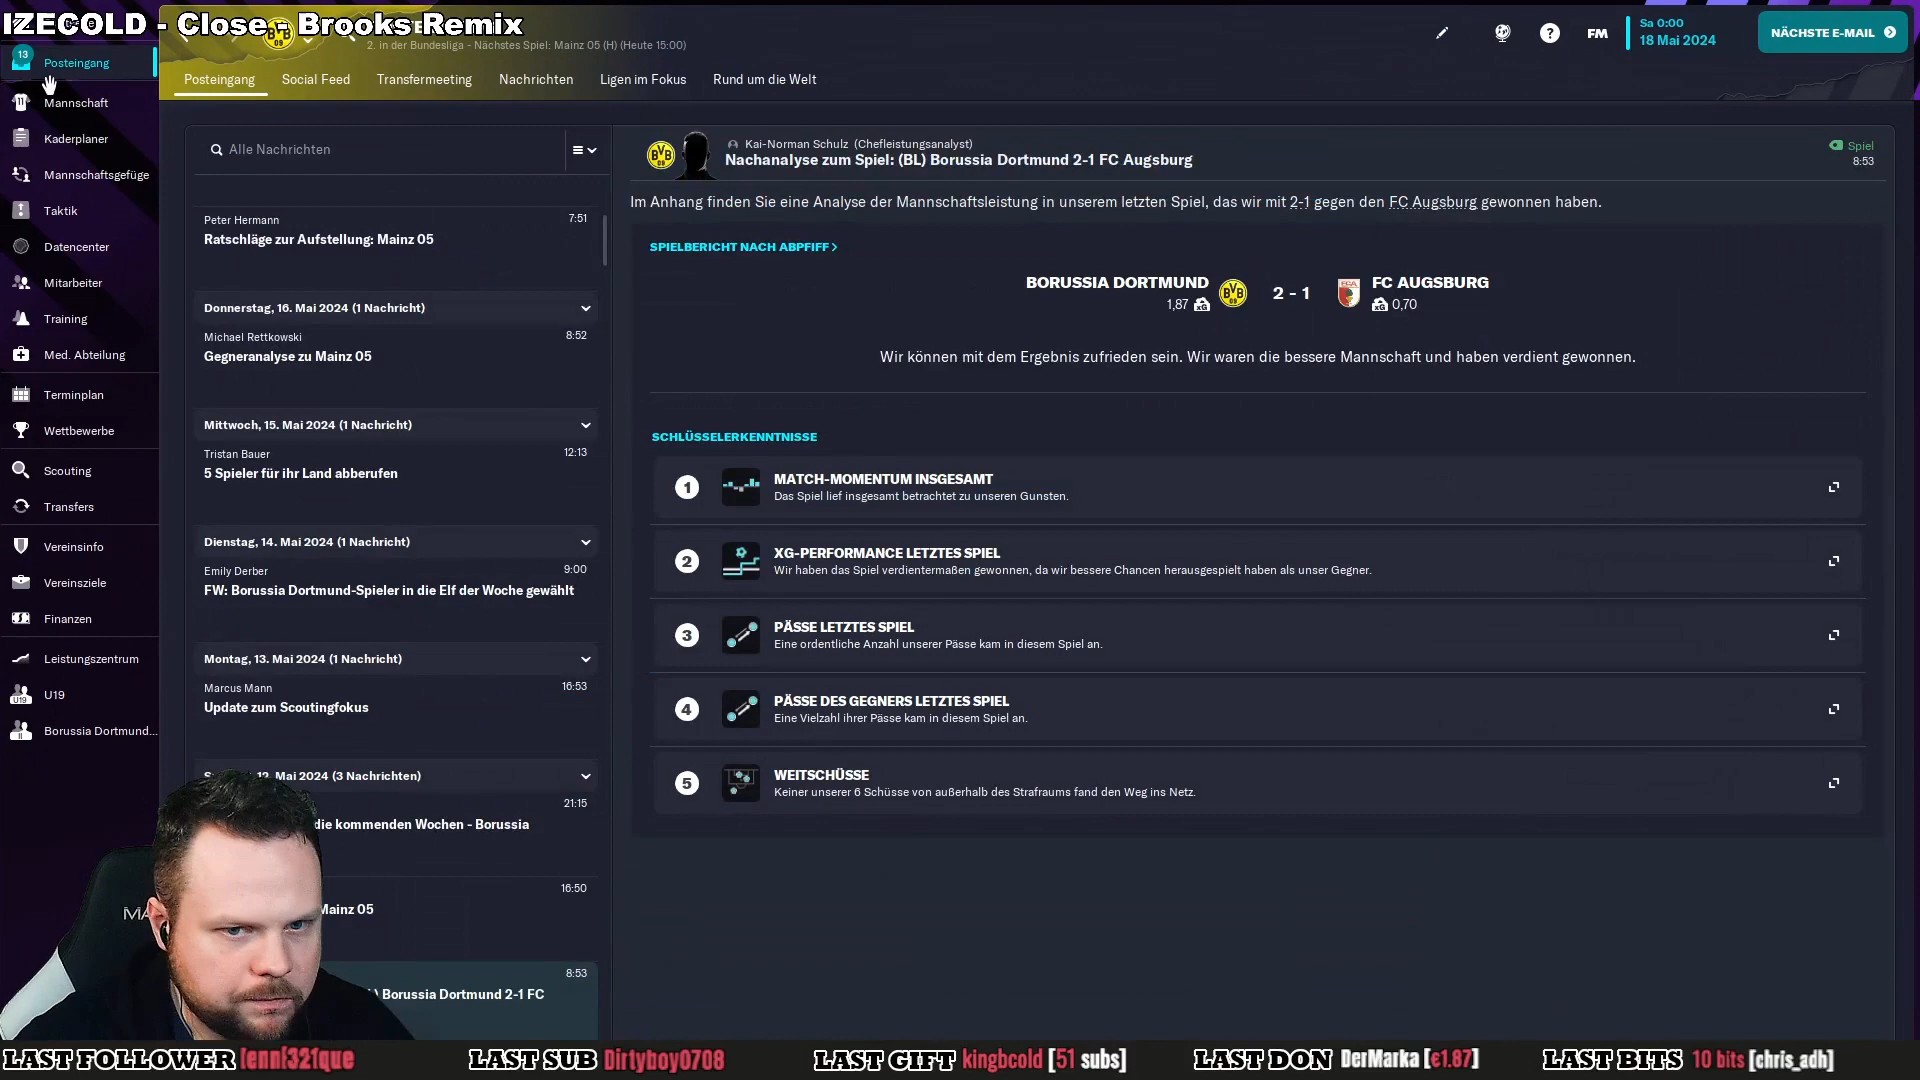 IZECOLD - Close - Brooks Remix
2. in der Bundesliga - Nächstes Spiel: Mainz 05 (H) (Heute 15:00)
FM
Sa 0:00
18 Mai 2024
NÄCHSTE E-MAIL
13
Posteingang
Mannschaft
Kaderplaner
Mannschaftsgefüge
Taktik
Datencenter
Mitarbeiter
Training
Med. Abteilung
Terminplan
Wettbewerbe
Scouting
Transfers
Vereinsinfo
Vereinsziele
Finanzen
Leistungszentrum
U19
Borussia Dortmund...
Posteingang
Social Feed
Transfermeeting
Nachrichten
Ligen im Fokus
Rund um die Welt
Alle Nachrichten
Peter Hermann 7:51
Ratschläge zur Aufstellung: Mainz 05
Donnerstag, 16. Mai 2024 (1 Nachricht)
Michael Rettkowski 8:52
Gegneranalyse zu Mainz 05
Mittwoch, 15. Mai 2024 (1 Nachricht)
Tristan Bauer 12:13
5 Spieler für ihr Land abberufen
Dienstag, 14. Mai 2024 (1 Nachricht)
Emily Derber 9:00
FW: Borussia Dortmund-Spieler in die Elf der Woche gewählt
Montag, 13. Mai 2024 (1 Nachricht)
Marcus Mann 16:53
Update zum Scoutingfokus
12. Mai 2024 (3 Nachrichten)
21:15
die kommenden Wochen - Borussia
16:50
Mainz 05
8:53
Borussia Dortmund 2-1 FC
Kai-Norman Schulz (Chefleistungsanalyst)
Nachanalyse zum Spiel: (BL) Borussia Dortmund 2-1 FC Augsburg
Spiel
8:53
Im Anhang finden Sie eine Analyse der Mannschaftsleistung in unserem letzten Spiel, das wir mit 2-1 gegen den FC Augsburg gewonnen haben.
SPIELBERICHT NACH ABPFIFF >
BORUSSIA DORTMUND 2 - 1 FC AUGSBURG
1,87 xG xG 0,70
Wir können mit dem Ergebnis zufrieden sein. Wir waren die bessere Mannschaft und haben verdient gewonnen.
SCHLÜSSELERKENNTNISSE
1 MATCH-MOMENTUM INSGESAMT
Das Spiel lief insgesamt betrachtet zu unseren Gunsten.
2 XG-PERFORMANCE LETZTES SPIEL
Wir haben das Spiel verdientermaßen gewonnen, da wir bessere Chancen herausgespielt haben als unser Gegner.
3 PÄSSE LETZTES SPIEL
Eine ordentliche Anzahl unserer Pässe kam in diesem Spiel an.
4 PÄSSE DES GEGNERS LETZTES SPIEL
Eine Vielzahl ihrer Pässe kam in diesem Spiel an.
5 WEITSCHÜSSE
Keiner unserer 6 Schüsse von außerhalb des Strafraums fand den Weg ins Netz.
LAST FOLLOWER
LAST SUB Dirtyboy0708
LAST GIFT kingbcold [51 subs]
LAST DON DerMarka [€1.87]
LAST BITS 10 bits [chris_adh]